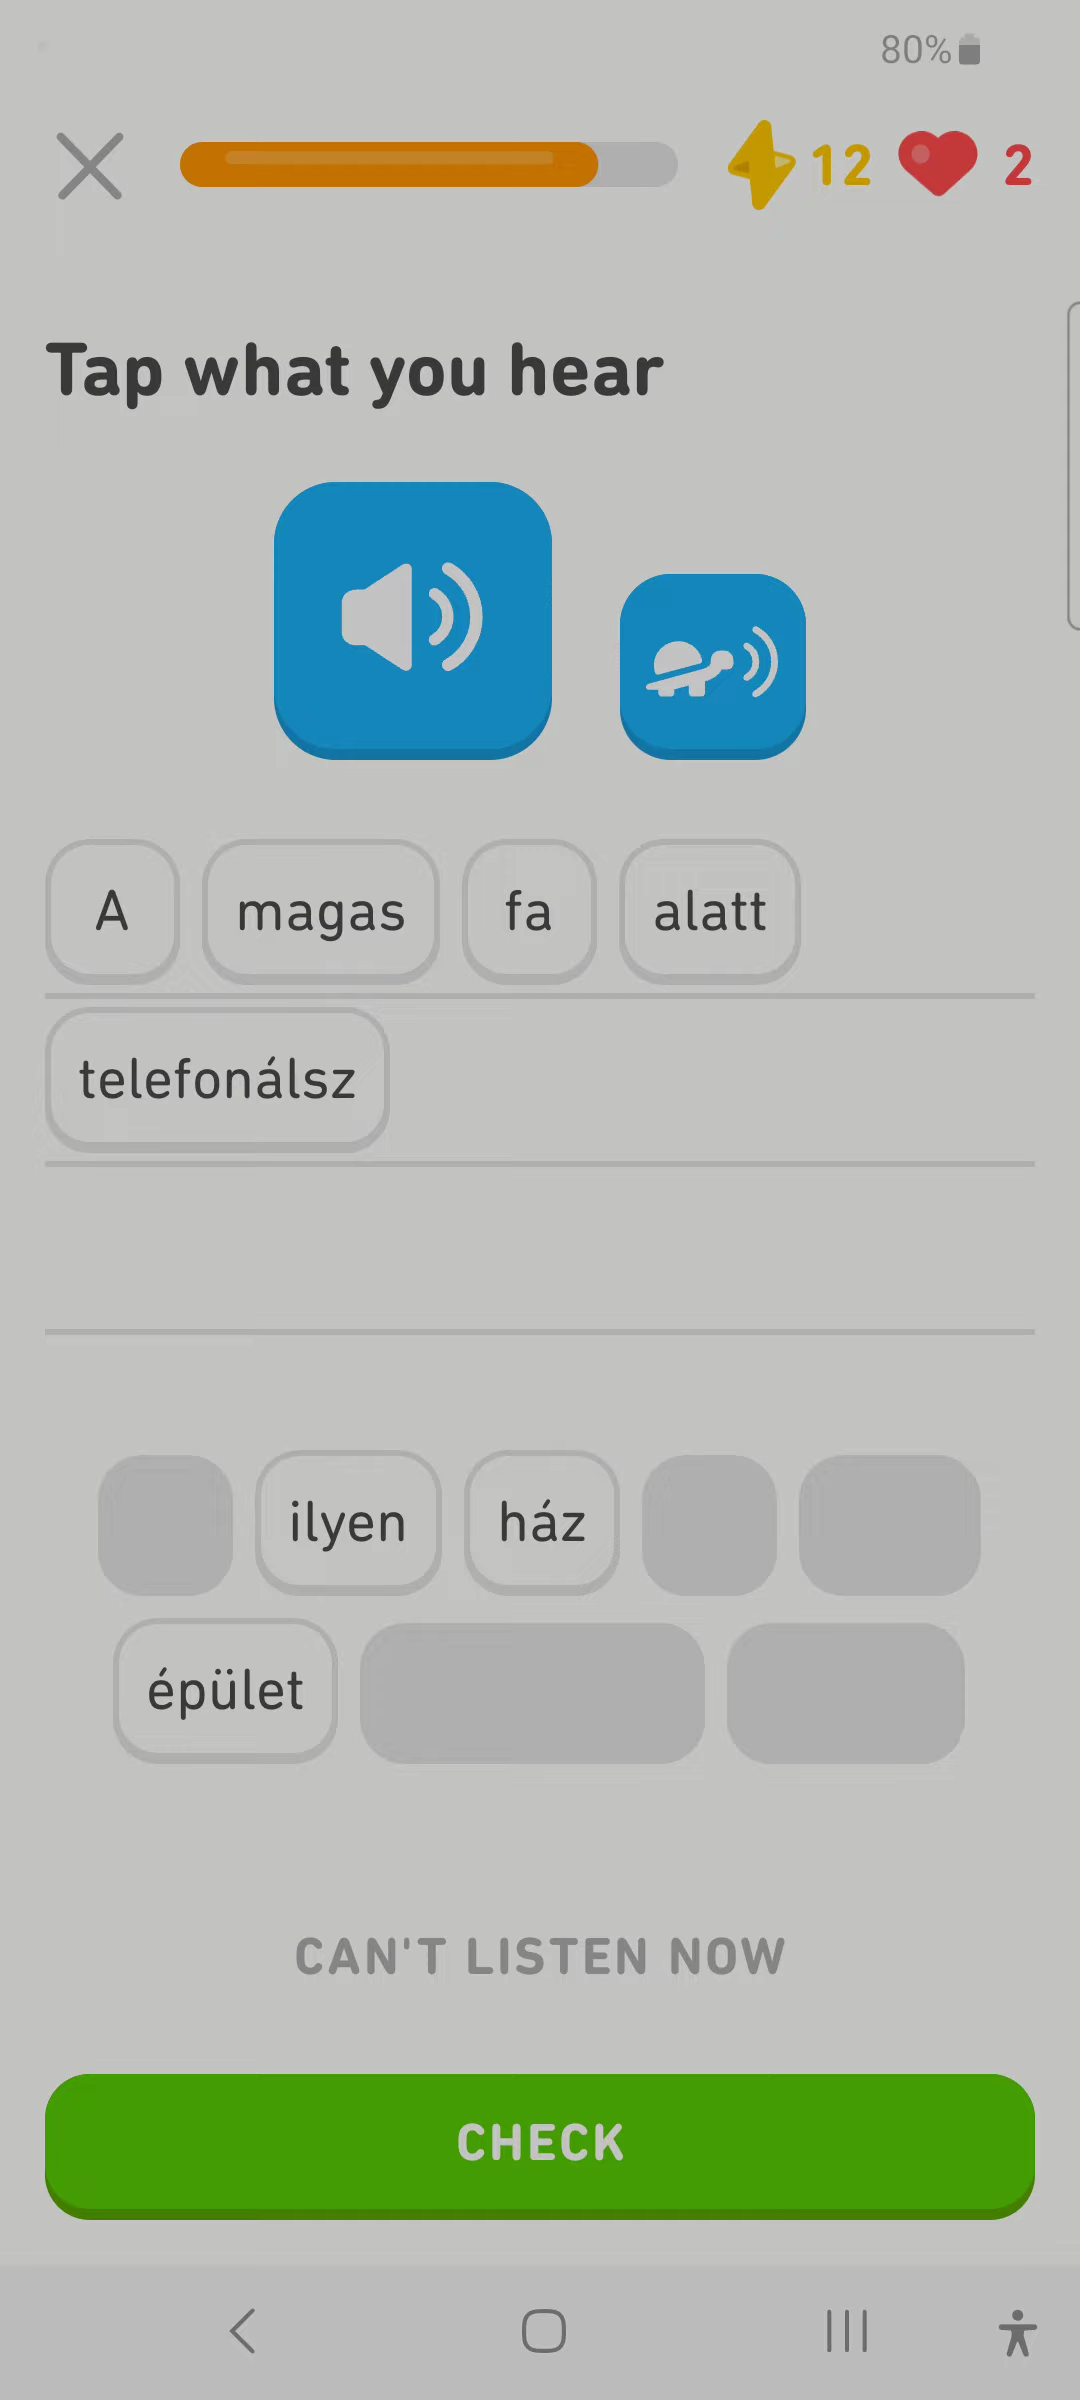 80%
12 2
Tap what you hear
A magas fa alatt
telefonálsz
ilyen ház
épület
CAN'T LISTEN NOW
CHECK